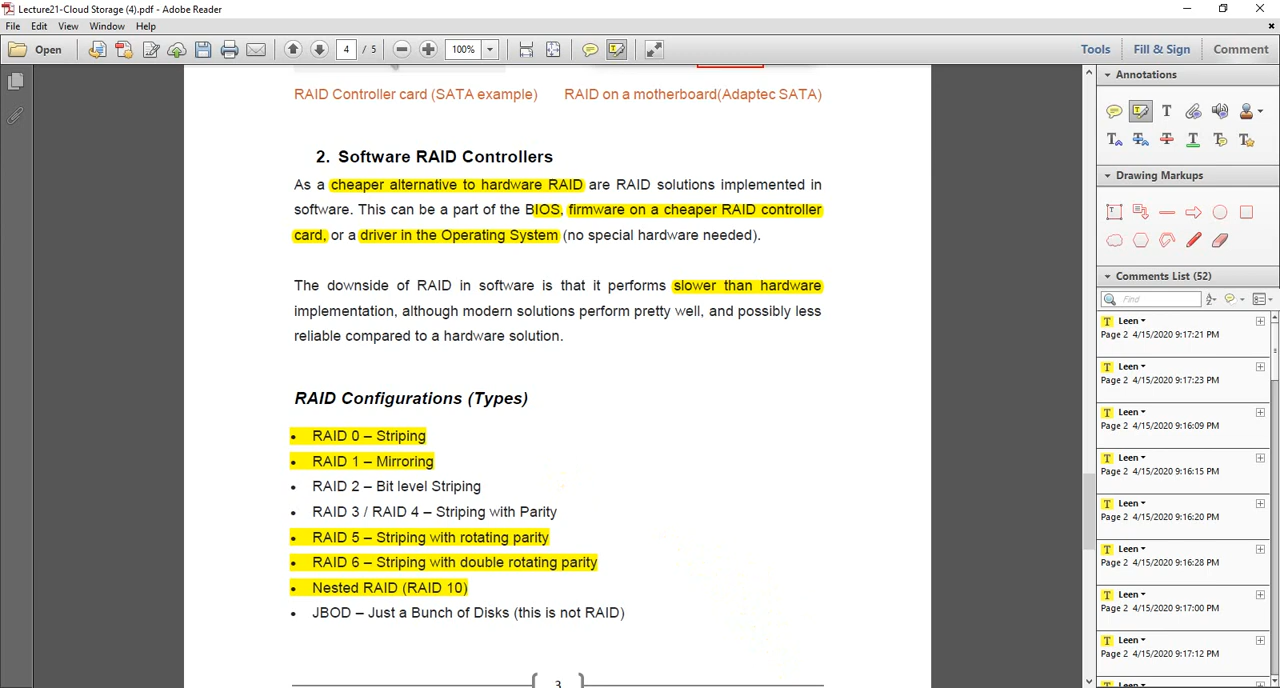 Lecture21-Cloud Storage (4).pdf - Adobe Reader
File Edit View Window Help
Open 4 / 5 100% Tools Fill & Sign Comment
RAID Controller card (SATA example) RAID on a motherboard(Adaptec SATA)
2. Software RAID Controllers
As a cheaper alternative to hardware RAID are RAID solutions implemented in
software. This can be a part of the BIOS, firmware on a cheaper RAID controller
card, or a driver in the Operating System (no special hardware needed).
The downside of RAID in software is that it performs slower than hardware
implementation, although modern solutions perform pretty well, and possibly less
reliable compared to a hardware solution.
RAID Configurations (Types)
• RAID 0 – Striping
• RAID 1 – Mirroring
• RAID 2 – Bit level Striping
• RAID 3 / RAID 4 – Striping with Parity
• RAID 5 – Striping with rotating parity
• RAID 6 – Striping with double rotating parity
• Nested RAID (RAID 10)
• JBOD – Just a Bunch of Disks (this is not RAID)
3
Annotations
Drawing Markups
Comments List (52)
Find
Leen
Page 2 4/15/2020 9:17:21 PM
Leen
Page 2 4/15/2020 9:17:23 PM
Leen
Page 2 4/15/2020 9:16:09 PM
Leen
Page 2 4/15/2020 9:16:15 PM
Leen
Page 2 4/15/2020 9:16:20 PM
Leen
Page 2 4/15/2020 9:16:28 PM
Leen
Page 2 4/15/2020 9:17:00 PM
Leen
Page 2 4/15/2020 9:17:12 PM